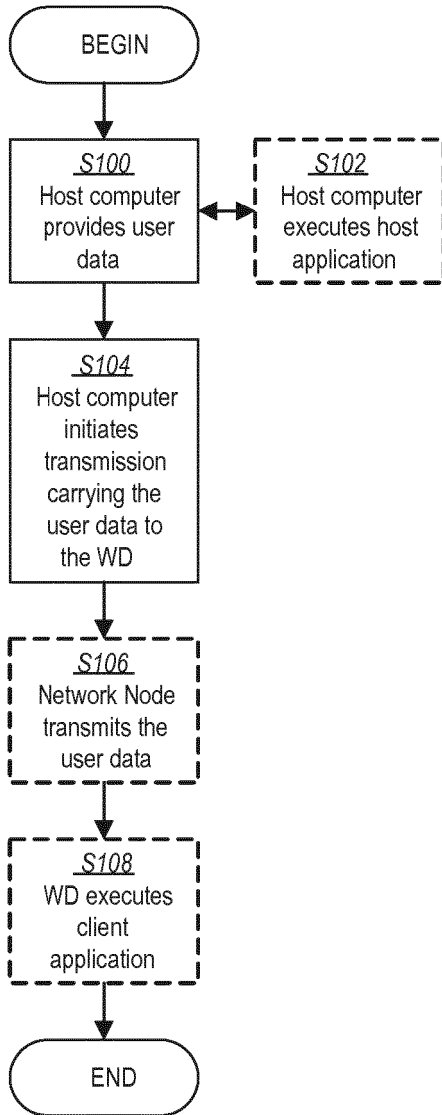 BEGIN
S100
Host computer
provides user
data
S102
Host computer
executes host
application
S104
Host computer
initiates
transmission
carrying the
user data to
the WD
S106
Network Node
transmits the
user data
S108
WD executes
client
application
END